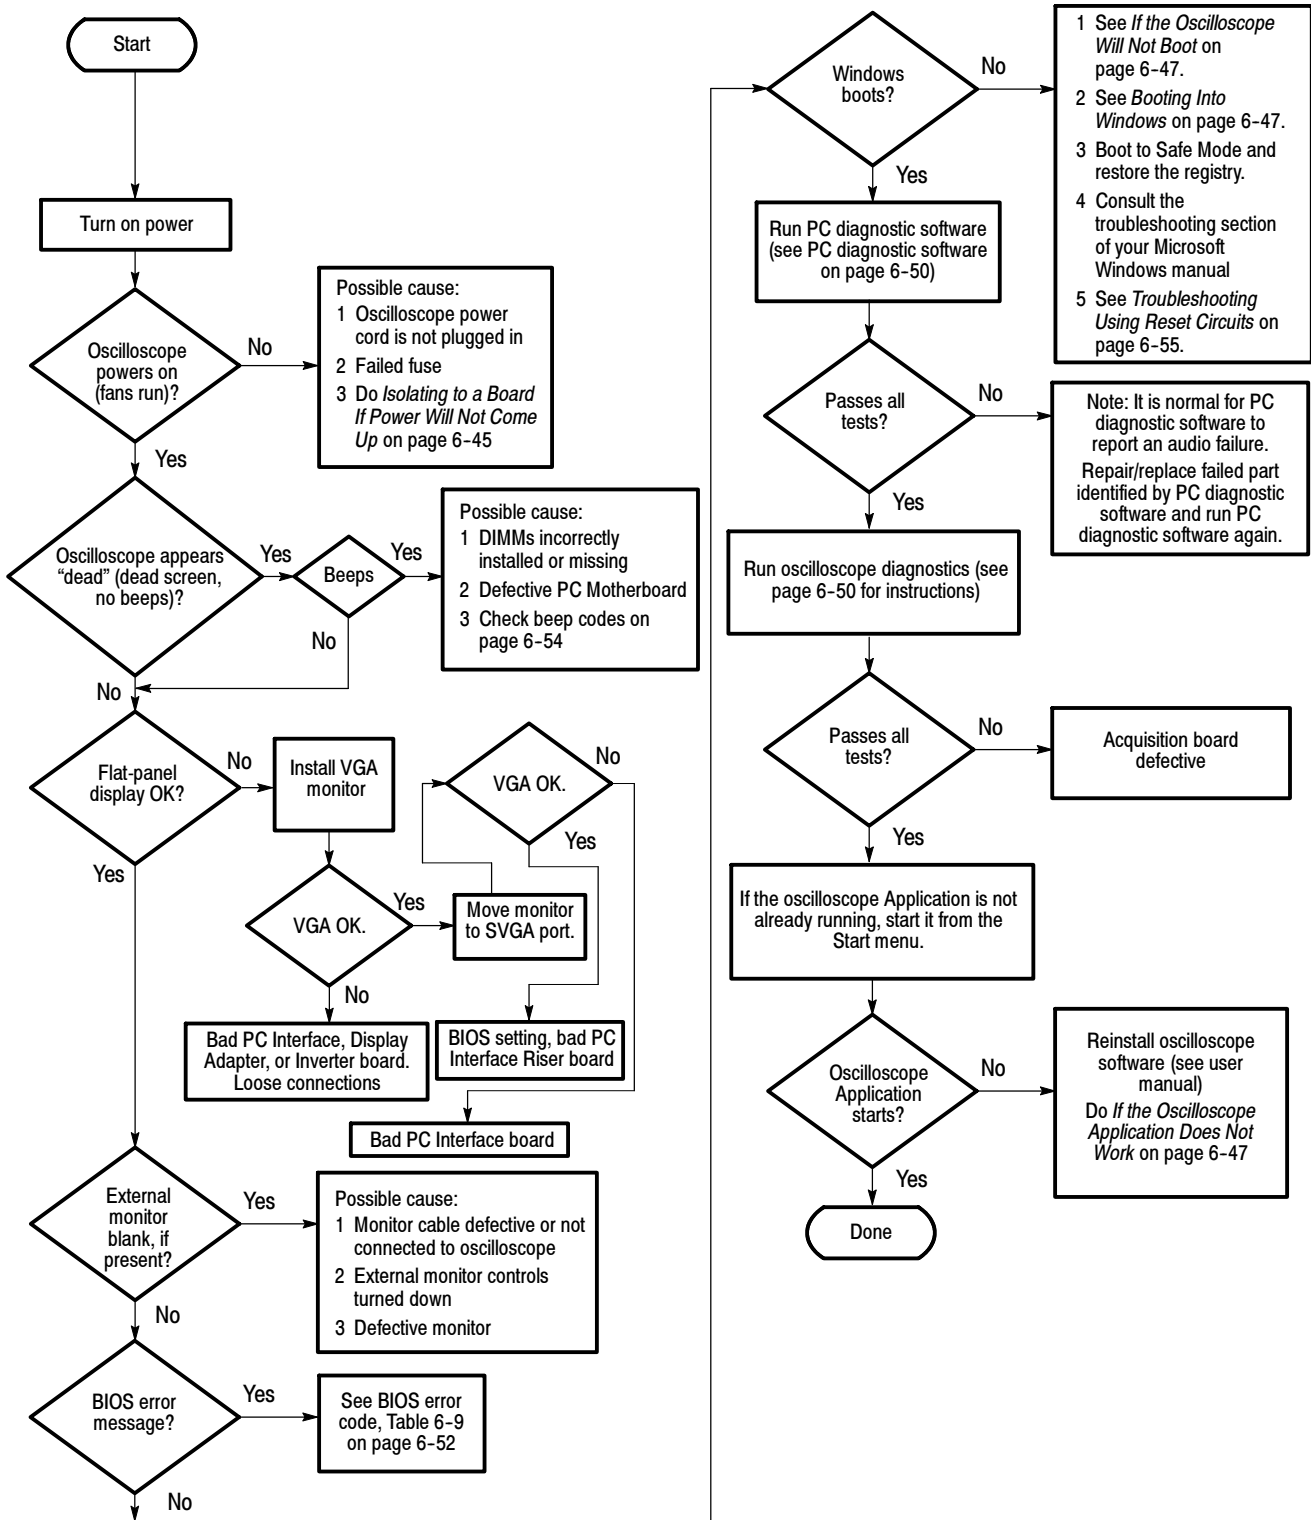 Start
Turn on power
Oscilloscope
powers on
(fans run)?
No
Possible cause:
1 Oscilloscope power
cord is not plugged in
2 Failed fuse
3 Do Isolating to a Board
If Power Will Not Come
Up on page 6-45
Yes
Oscilloscope appears
“dead” (dead screen,
no beeps)?
Yes
Beeps
Yes
Possible cause:
1 DIMMs incorrectly
installed or missing
2 Defective PC Motherboard
3 Check beep codes on
page 6-54
No
No
Flat-panel
display OK?
No
Install VGA
monitor
VGA OK.
No
Yes
Yes
VGA OK.
Yes
Move monitor
to SVGA port.
No
Bad PC Interface, Display
Adapter, or Inverter board.
Loose connections
BIOS setting, bad PC
Interface Riser board
Bad PC Interface board
External
monitor
blank, if
present?
Yes
Possible cause:
1 Monitor cable defective or not
connected to oscilloscope
2 External monitor controls
turned down
3 Defective monitor
No
BIOS error
message?
Yes
See BIOS error
code, Table 6-9
on page 6-52
No
Windows
boots?
No
1 See If the Oscilloscope
Will Not Boot on
page 6-47.
2 See Booting Into
Windows on page 6-47.
3 Boot to Safe Mode and
restore the registry.
4 Consult the
troubleshooting section
of your Microsoft
Windows manual
5 See Troubleshooting
Using Reset Circuits on
page 6-55.
Yes
Run PC diagnostic software
(see PC diagnostic software
on page 6-50)
Passes all
tests?
No
Note: It is normal for PC
diagnostic software to
report an audio failure.
Repair/replace failed part
identified by PC diagnostic
software and run PC
diagnostic software again.
Yes
Run oscilloscope diagnostics (see
page 6-50 for instructions)
Passes all
tests?
No
Acquisition board
defective
Yes
If the oscilloscope Application is not
already running, start it from the
Start menu.
Oscilloscope
Application
starts?
No
Reinstall oscilloscope
software (see user
manual)
Do If the Oscilloscope
Application Does Not
Work on page 6-47
Yes
Done